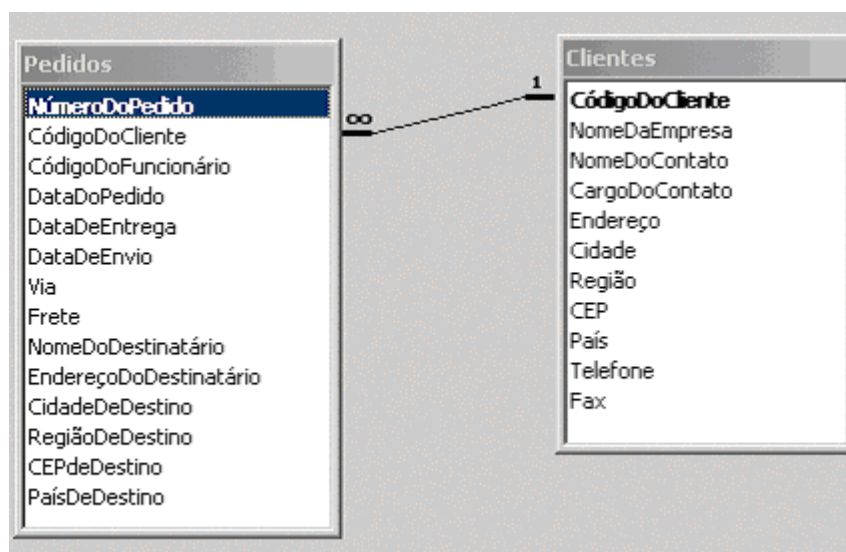 Pedidos
NúmeroDoPedido
CódigoDoCliente
CódigoDoFuncionário
DataDoPedido
DataDeEntrega
DataDeEnvio
Via
Frete
NomeDoDestinatário
EndereçoDoDestinatário
CidadeDeDestino
RegiãoDeDestino
CEPdeDestino
PaísDeDestino
∞
1
Clientes
CódigoDoCliente
NomeDaEmpresa
NomeDoContato
CargoDoContato
Endereço
Cidade
Região
CEP
País
Telefone
Fax